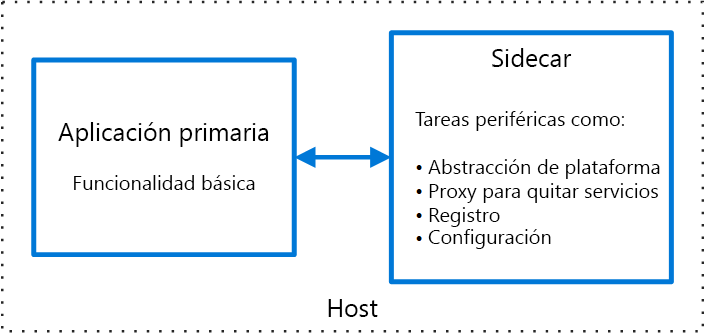 Aplicación primaria
Funcionalidad básica
Sidecar
Tareas periféricas como:
• Abstracción de plataforma
• Proxy para quitar servicios
• Registro
• Configuración
Host